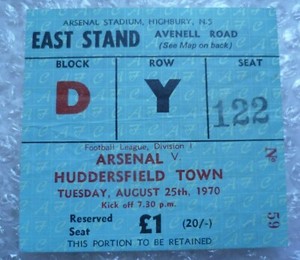 ARSENAL STADIUM, HIGHBURY, N.5
EAST STAND AVENELL ROAD
(See Map on back)
BLOCK ROW SEAT
D Y 122
Football League, Division 1
ARSENAL V.
HUDDERSFIELD TOWN
TUESDAY, AUGUST 25th, 1970
Kick off 7.30 p.m.
Reserved Seat £1 (20/-)
THIS PORTION TO BE RETAINED
No 59